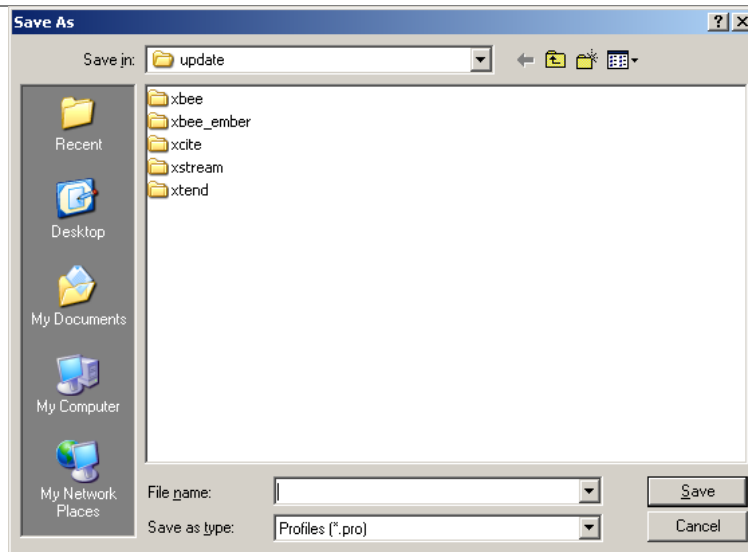 Save As
Save in:
update
Recent
Desktop
My Documents
My Computer
My Network
Places
xbee
xbee_ember
xcite
xstream
xtend
File name:
Save
Save as type:
Profiles (*.pro)
Cancel